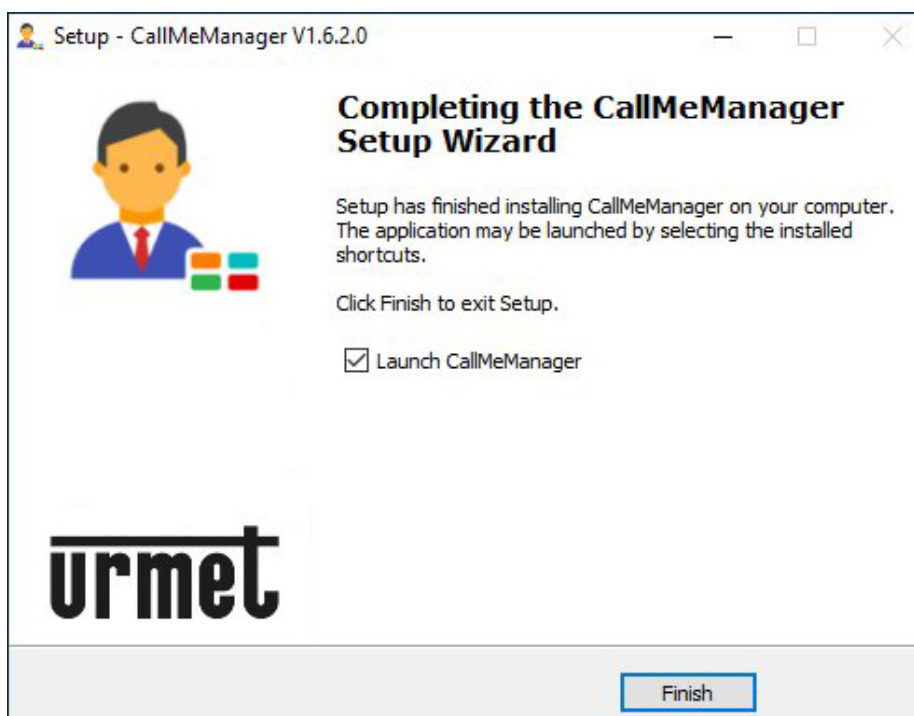 Setup - CallMeManager V1.6.2.0
Completing the CallMeManager
Setup Wizard
Setup has finished installing CallMeManager on your computer.
The application may be launched by selecting the installed
shortcuts.
Click Finish to exit Setup.
Launch CallMeManager
urmet
Finish